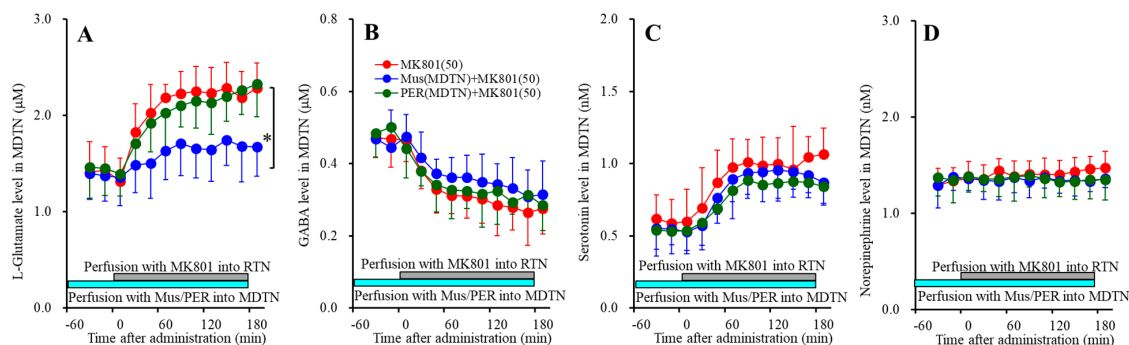 A
L-Glutamate level in MDTN (μM)
3.0
2.0
1.0
0.0
*
Perfusion with MK801 into RTN
Perfusion with Mus/PER into MDTN
-60 0 60 120 180
Time after administration (min)
B
GABA level in MDTN (μM)
0.8
0.6
0.4
0.2
0.0
MK801(50)
Mus(MDTN)+MK801(50)
PER(MDTN)+MK801(50)
Perfusion with MK801 into RTN
Perfusion with Mus/PER into MDTN
-60 0 60 120 180
Time after administration (min)
C
Serotonin level in MDTN (nM)
2.0
1.5
1.0
0.5
0.0
Perfusion with MK801 into RTN
Perfusion with Mus/PER into MDTN
-60 0 60 120 180
Time after administration (min)
D
Norepinephrine level in MDTN (nM)
3.0
2.0
1.0
0.0
Perfusion with MK801 into RTN
Perfusion with Mus/PER into MDTN
-60 0 60 120 180
Time after administration (min)